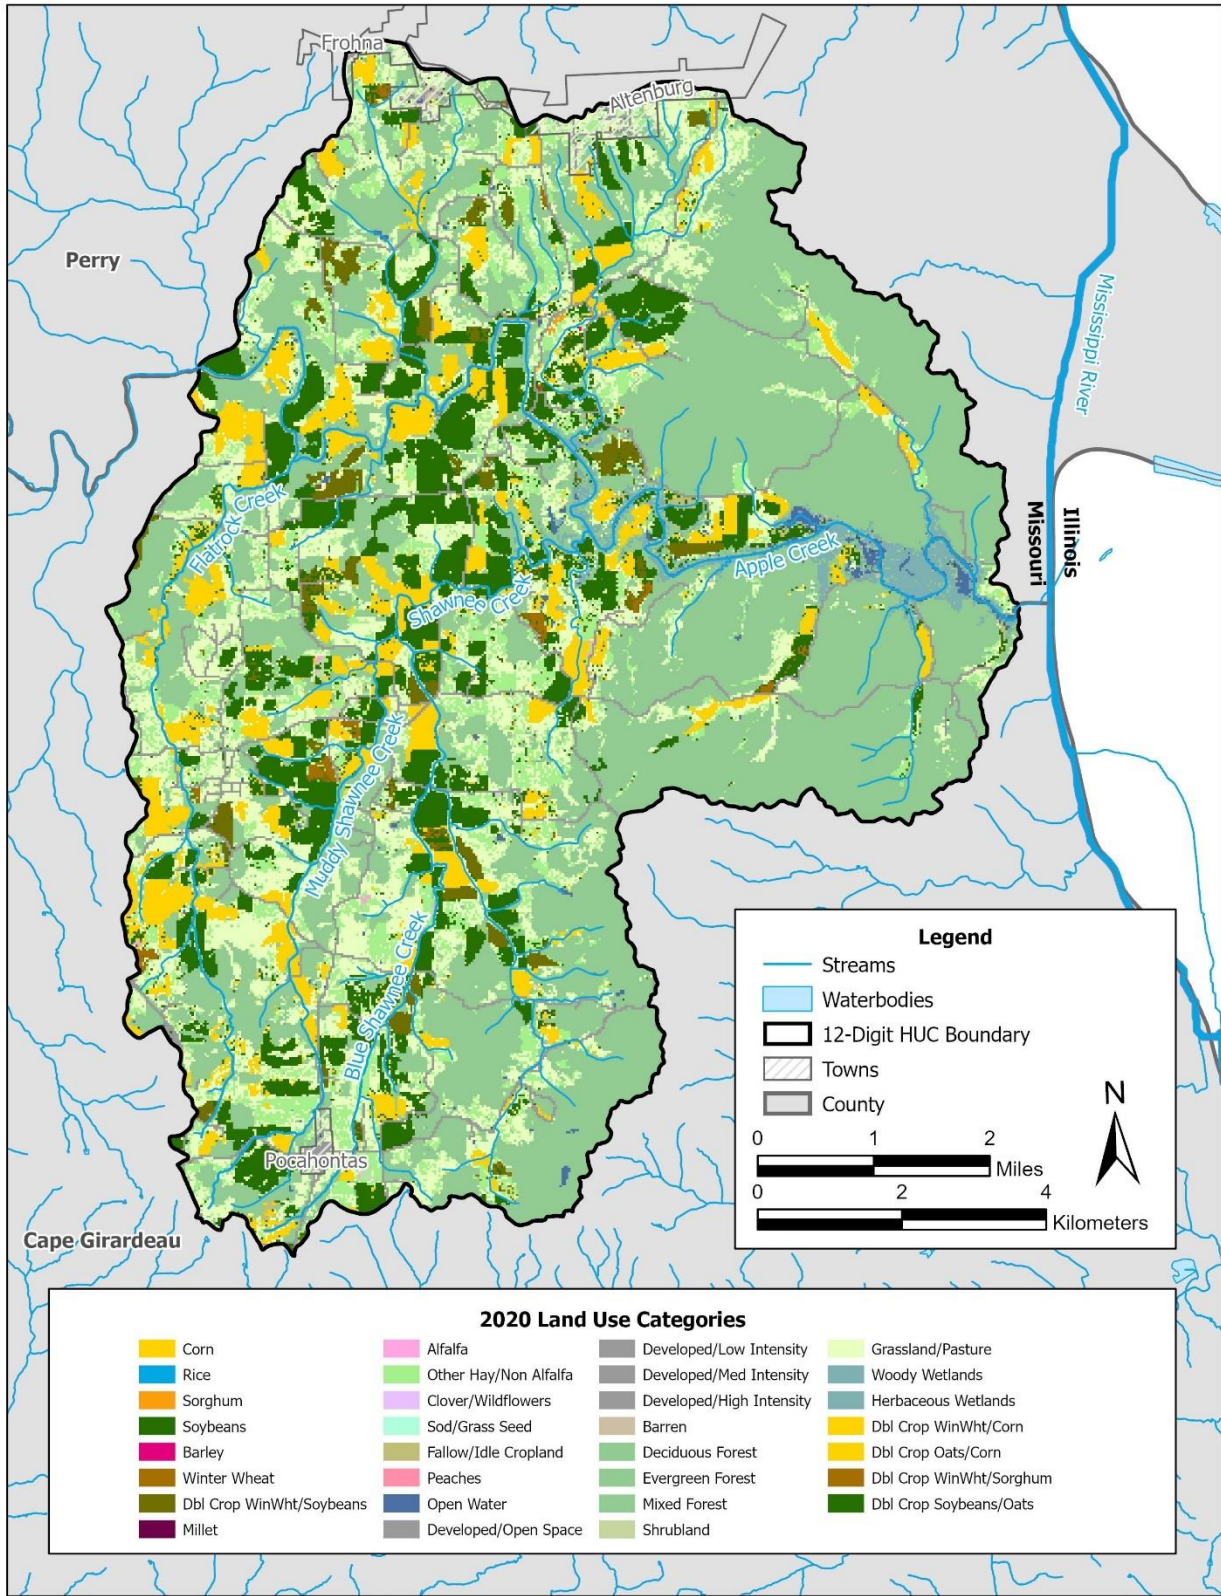 Frohna
Altenburg
Perry
Mississippi River
Flatrock Creek
Illinois
Missouri
Apple Creek
Shawnee Creek
Muddy Shawnee Creek
Blue Shawnee Creek
Pocahontas
Cape Girardeau
Legend
Streams
Waterbodies
12-Digit HUC Boundary
Towns
County
N
0 1 2
Miles
0 2 4
Kilometers
2020 Land Use Categories
Corn
Rice
Sorghum
Soybeans
Barley
Winter Wheat
Dbl Crop WinWht/Soybeans
Millet
Alfalfa
Other Hay/Non Alfalfa
Clover/Wildflowers
Sod/Grass Seed
Fallow/Idle Cropland
Peaches
Open Water
Developed/Open Space
Developed/Low Intensity
Developed/Med Intensity
Developed/High Intensity
Barren
Deciduous Forest
Evergreen Forest
Mixed Forest
Shrubland
Grassland/Pasture
Woody Wetlands
Herbaceous Wetlands
Dbl Crop WinWht/Corn
Dbl Crop Oats/Corn
Dbl Crop WinWht/Sorghum
Dbl Crop Soybeans/Oats